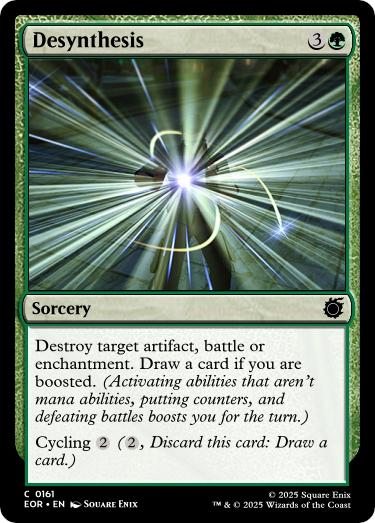 Desynthesis 3
Sorcery
Destroy target artifact, battle or
enchantment. Draw a card if you are
boosted. (Activating abilities that aren't
mana abilities, putting counters, and
defeating battles boosts you for the turn.)
Cycling 2 (2, Discard this card: Draw a
card.)
C 0161
EOR • EN SQUARE ENIX
© 2025 Square Enix
™ & © 2025 Wizards of the Coast